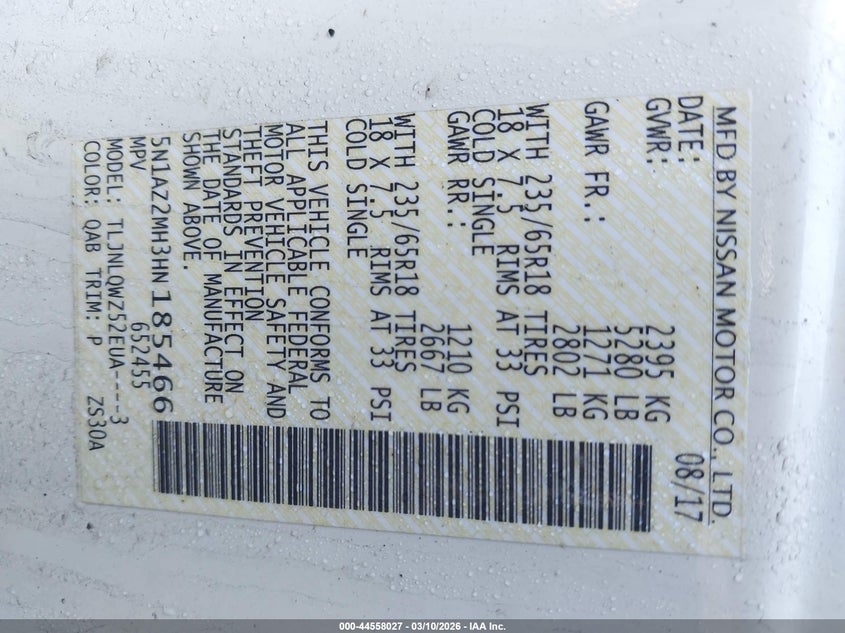 MFD BY NISSAN MOTOR CO., LTD.
DATE: 08/17
GVWR: 2395 KG
5280 LB
GAWR FR.: 1271 KG
2802 LB
WITH 235/65R18 TIRES
18 X 7.5 RIMS AT 33 PSI
COLD SINGLE
GAWR RR.: 1210 KG
2667 LB
WITH 235/65R18 TIRES
18 X 7.5 RIMS AT 33 PSI
COLD SINGLE
THIS VEHICLE CONFORMS TO
ALL APPLICABLE FEDERAL
MOTOR VEHICLE SAFETY AND
THEFT PREVENTION
STANDARDS IN EFFECT ON
THE DATE OF MANUFACTURE
SHOWN ABOVE.
5N1AZ2MH3HN185466
MPV 652455
MODEL: TLJNLQWZ52EUA----3
COLOR: QAB TRIM: P ZS30A
000-44558027 - 03/10/2026 - IAA Inc.